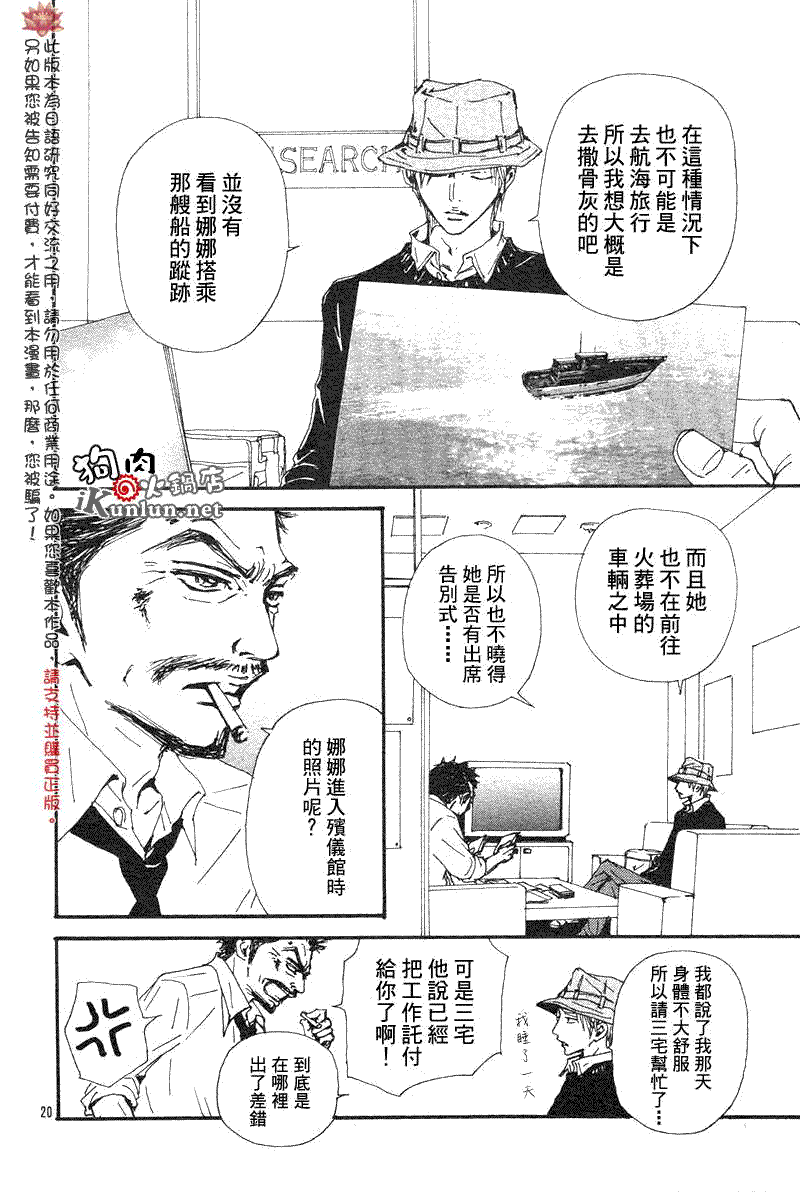 在這種情況下
也不可能是
去航海旅行
所以我想大概是
去撒骨灰的吧
並沒有
看到娜娜搭乘
那艘船的蹤跡
SEARCH
而且她
也不在前往
火葬場的
車輛之中
所以也不曉得
她是否有出席
告別式……
娜娜進入殯儀館時
的照片呢？
我都說了我那天
身體不大舒服
所以請三宅幫忙了…
我睡了一天
可是三宅
他說已經
把工作託付
給你了啊！
到底是
在哪裡
出了差錯
20
此版本為日語研究同好交流之用，請勿用於任何商業用途。如果您喜歡本作品，請支持並購買正版。
另如果您被告知需要付費，才能看到本漫畫，那麼，您被騙了！
狗肉
火鍋店
iKunlun.net